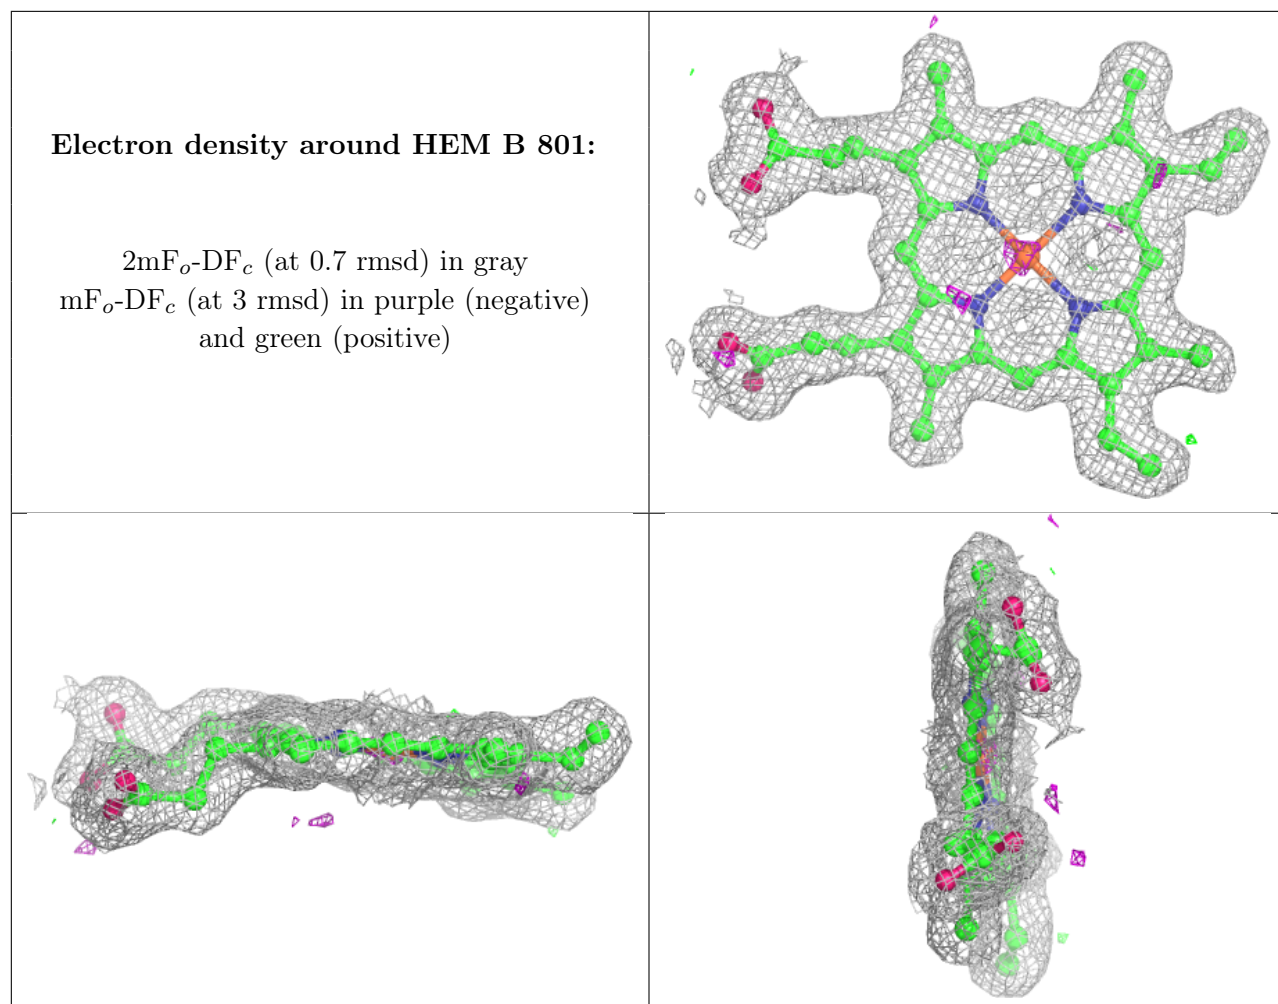 Electron density around HEM B 801:
2mFₒ-DF𝒸 (at 0.7 rmsd) in gray
mFₒ-DF𝒸 (at 3 rmsd) in purple (negative)
and green (positive)